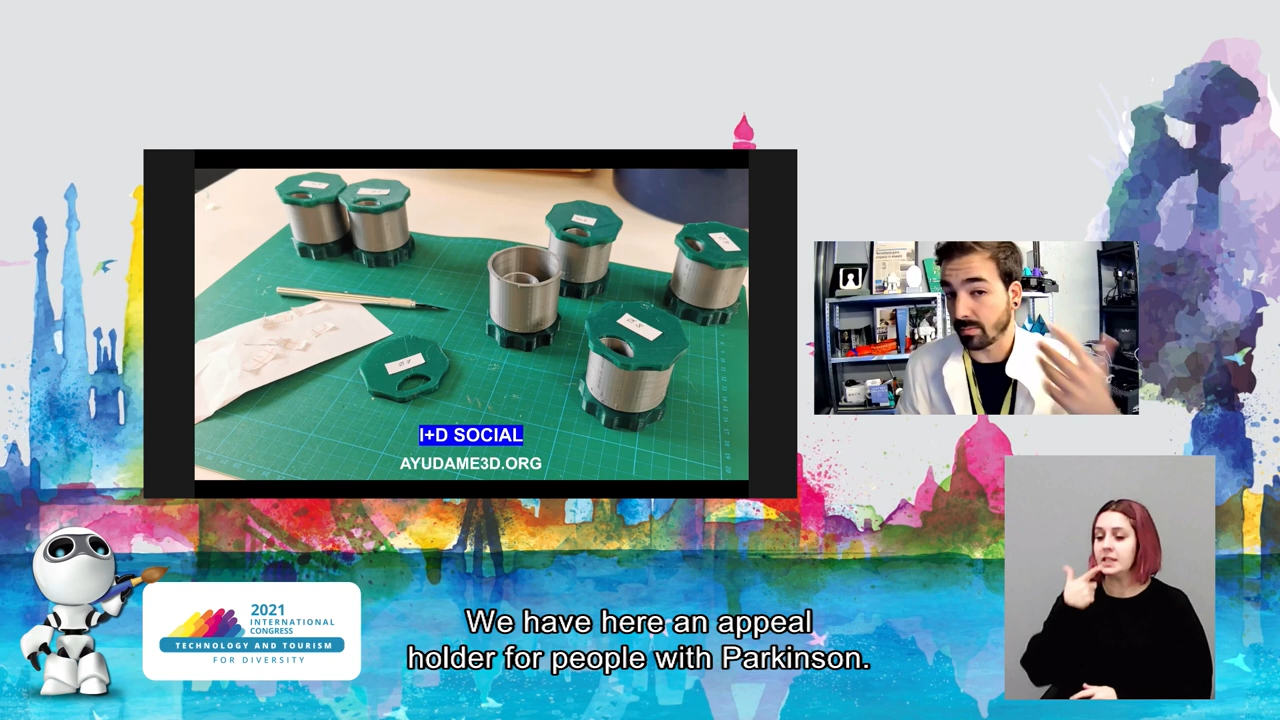 I+D SOCIAL
AYUDAME3D.ORG
2021
INTERNATIONAL
CONGRESS
TECHNOLOGY AND TOURISM
FOR DIVERSITY
We have here an appeal
holder for people with Parkinson.